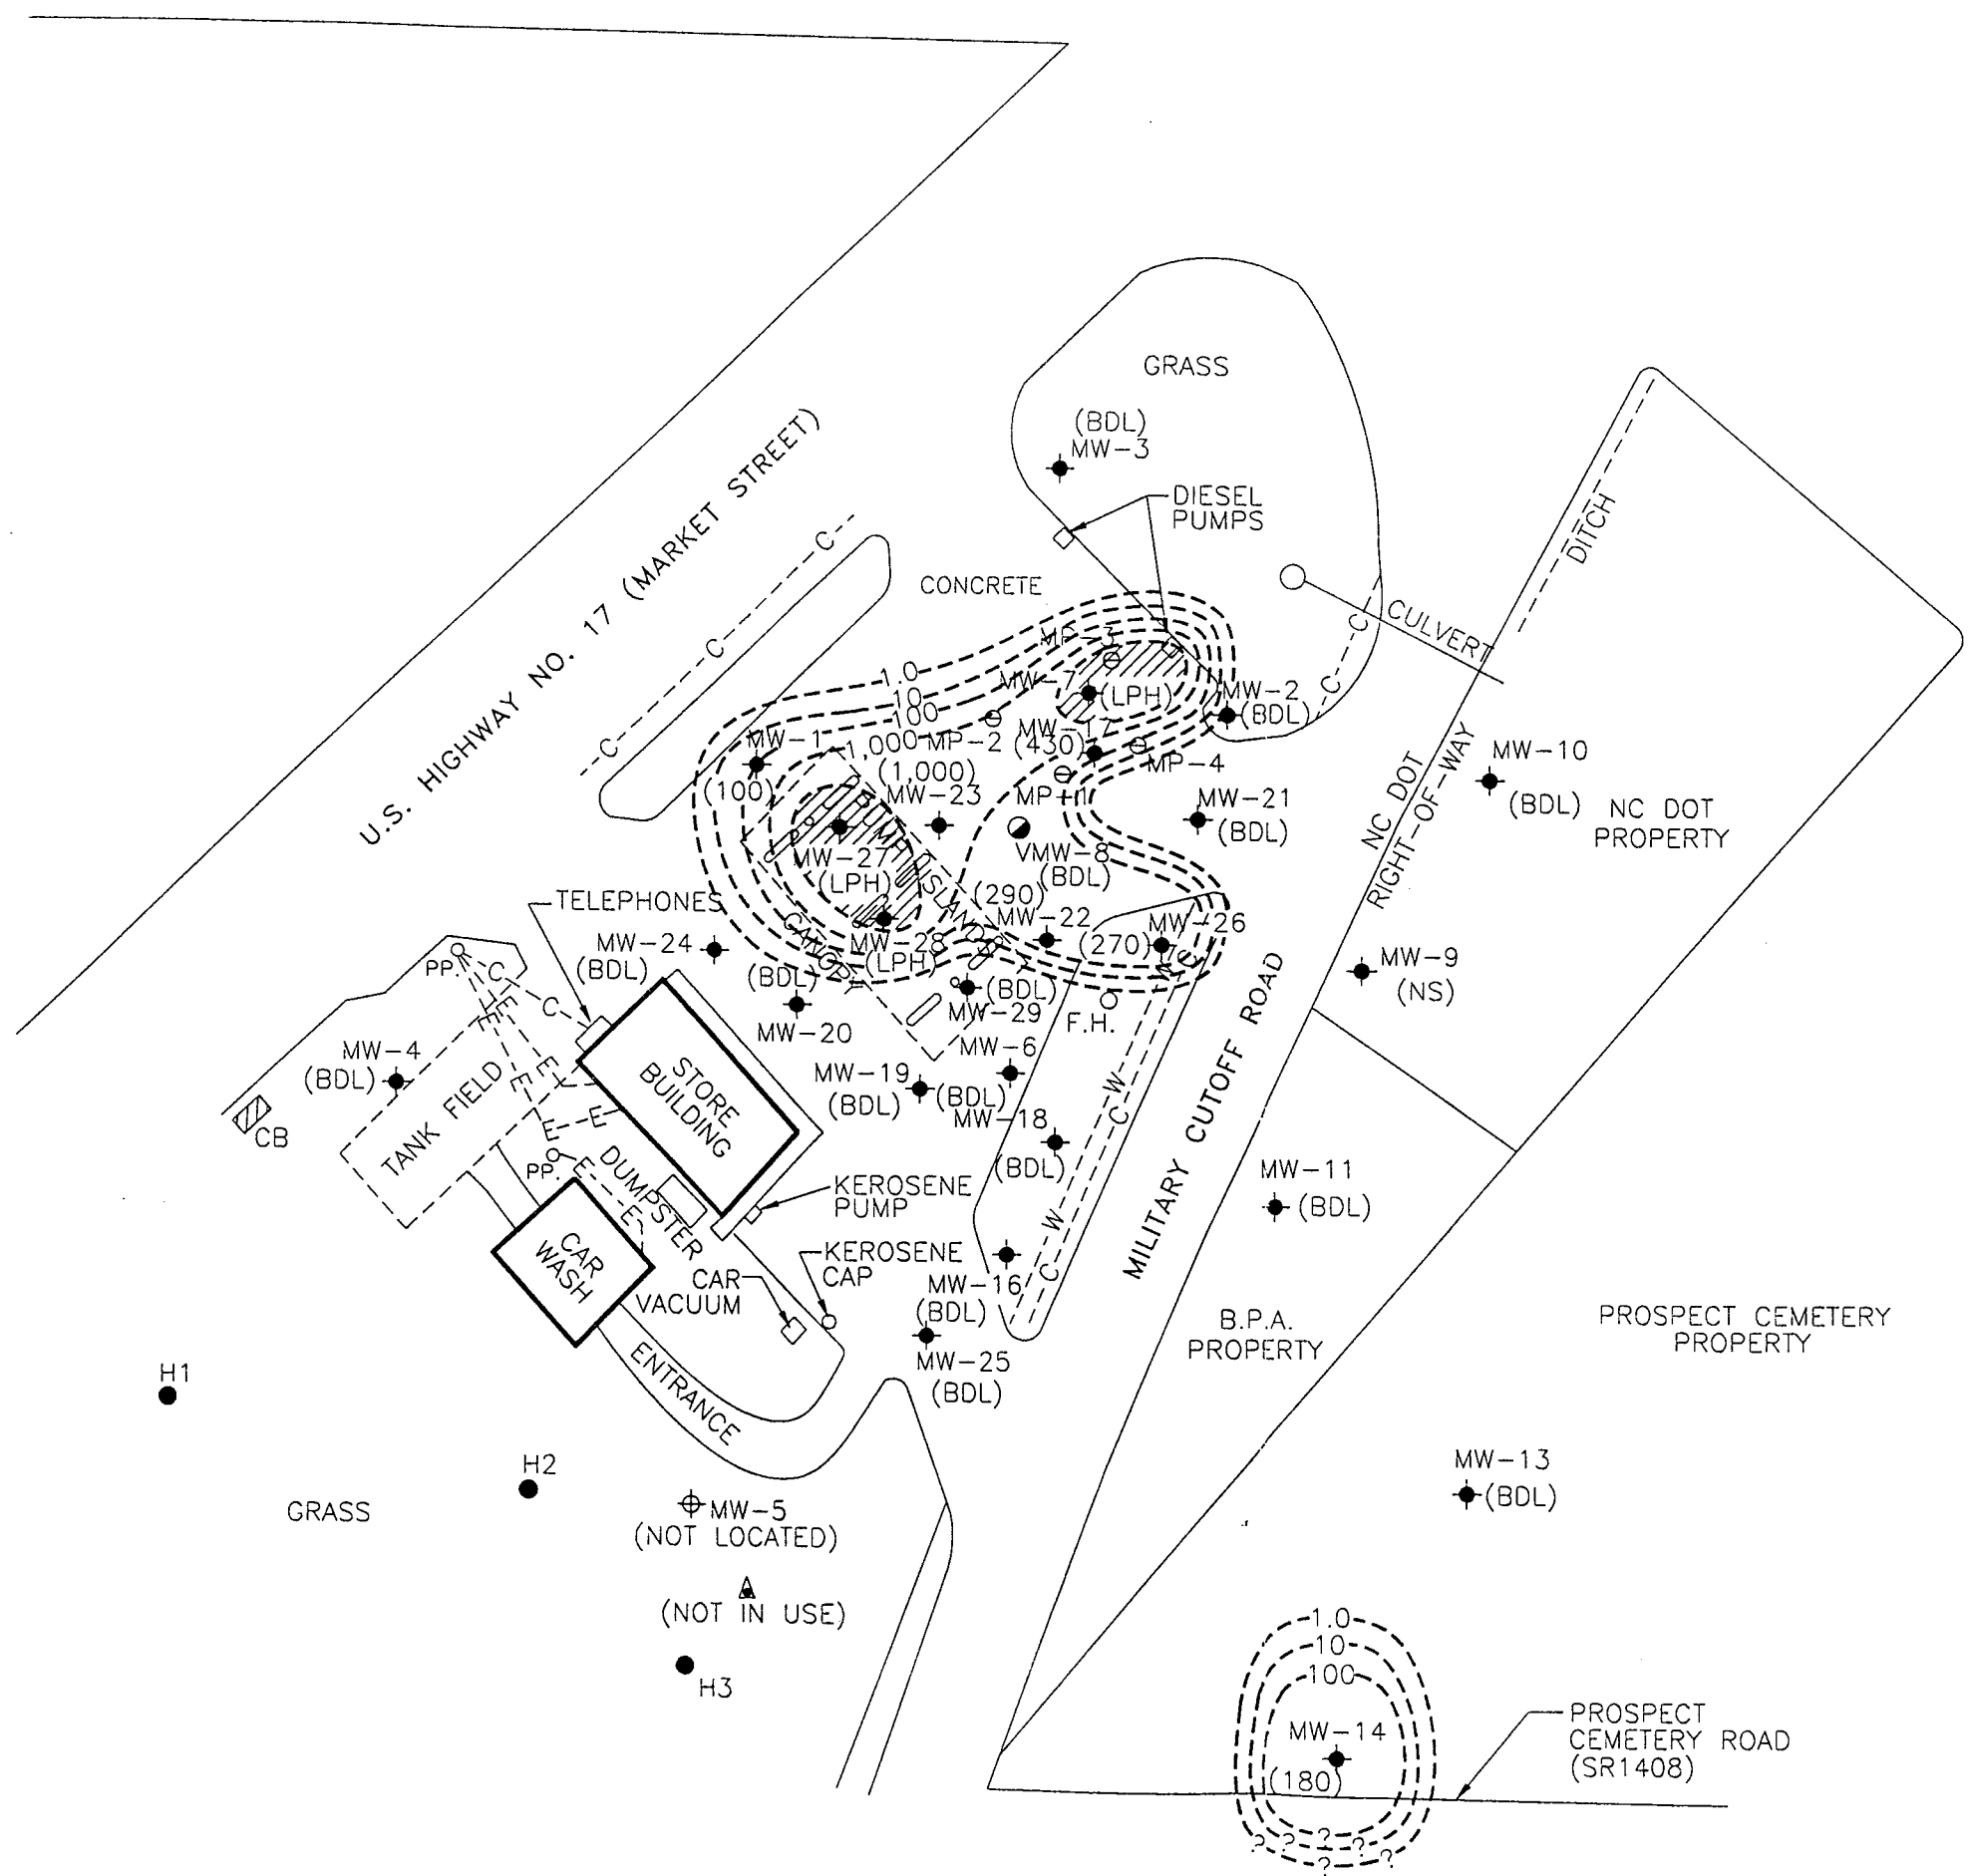 GRASS
(BDL)
MW-3
DIESEL
PUMPS
DITCH
U.S. HIGHWAY NO. 17 (MARKET STREET)
C
C
C
CONCRETE
CULVERT
C
C
MP-3
1.0
10
100
1,000
MW-7
(LPH)
MW-2
(BDL)
MW-1
(100)
MP-2
MW-17
(430)
MP-4
(1,000)
MW-23
MP-1
MW-21
(BDL)
MW-10
(BDL)
NC DOT
PROPERTY
NC DOT
RIGHT-OF-WAY
PUMP ISLAND
MW-27
(LPH)
VMW-8
(BDL)
TELEPHONES
(290)
MW-22
MW-26
(270)
CANOPY
MW-28
(LPH)
MW-24
(BDL)
(BDL)
MW-20
(BDL)
MW-29
F.H.
W
C
MW-9
(NS)
PP.
C
C
E
E
E
E
E
E
MW-4
(BDL)
TANK FIELD
CB
STORE
BUILDING
MW-6
(BDL)
MW-19
(BDL)
MW-18
(BDL)
W
C
W
C
MILITARY CUTOFF ROAD
MW-11
(BDL)
PP.
E
E
DUMPSTER
CAR
WASH
KEROSENE
PUMP
KEROSENE
CAP
CAR
VACUUM
MW-16
(BDL)
MW-25
(BDL)
B.P.A.
PROPERTY
PROSPECT CEMETERY
PROPERTY
ENTRANCE
H1
H2
GRASS
MW-5
(NOT LOCATED)
(NOT IN USE)
H3
MW-13
(BDL)
1.0
10
100
MW-14
(180)
PROSPECT
CEMETERY ROAD
(SR1408)
? ? ? ? ? ?